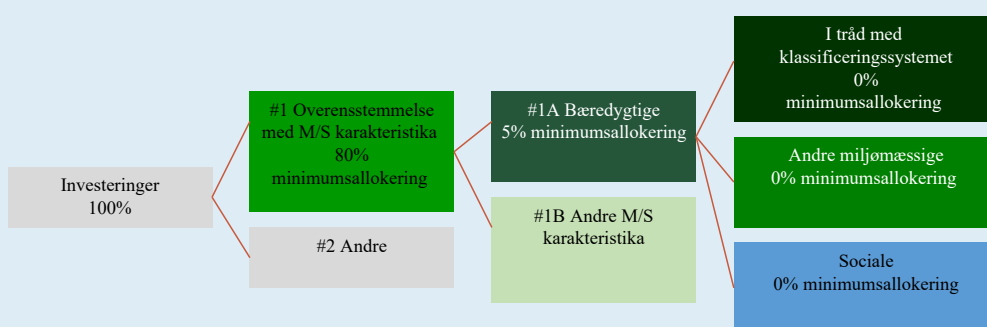 Investeringer
100%
#1 Overensstemmelse
med M/S karakteristika
80%
minimumsallokering
#2 Andre
#1A Bæredygtige
5% minimumsallokering
#1B Andre M/S
karakteristika
I tråd med
klassificeringssystemet
0%
minimumsallokering
Andre miljømæssige
0% minimumsallokering
Sociale
0% minimumsallokering